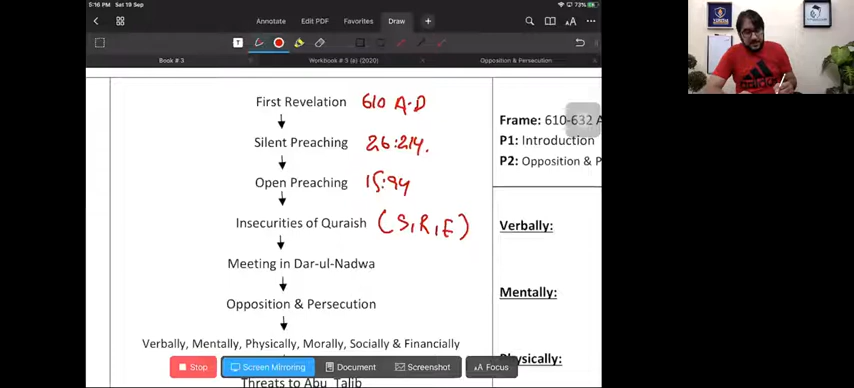 5:16 PM Sat 19 Sep
73%
Annotate Edit PDF Favorites Draw
Book # 3 Workbook # 5 (a) (2020) Opposition & Persecution
First Revelation 610 A.D
Silent Preaching 26:214.
Open Preaching 15:94
Insecurities of Quraish (S,R,E)
Meeting in Dar-ul-Nadwa
Opposition & Persecution
Verbally, Mentally, Physically, Morally, Socially & Financially
Threats to Abu Talib
Frame: 610-632 A
P1: Introduction
P2: Opposition & P
Verbally:
Mentally:
Physically:
Stop Screen Mirroring Document Screenshot Focus
adidas